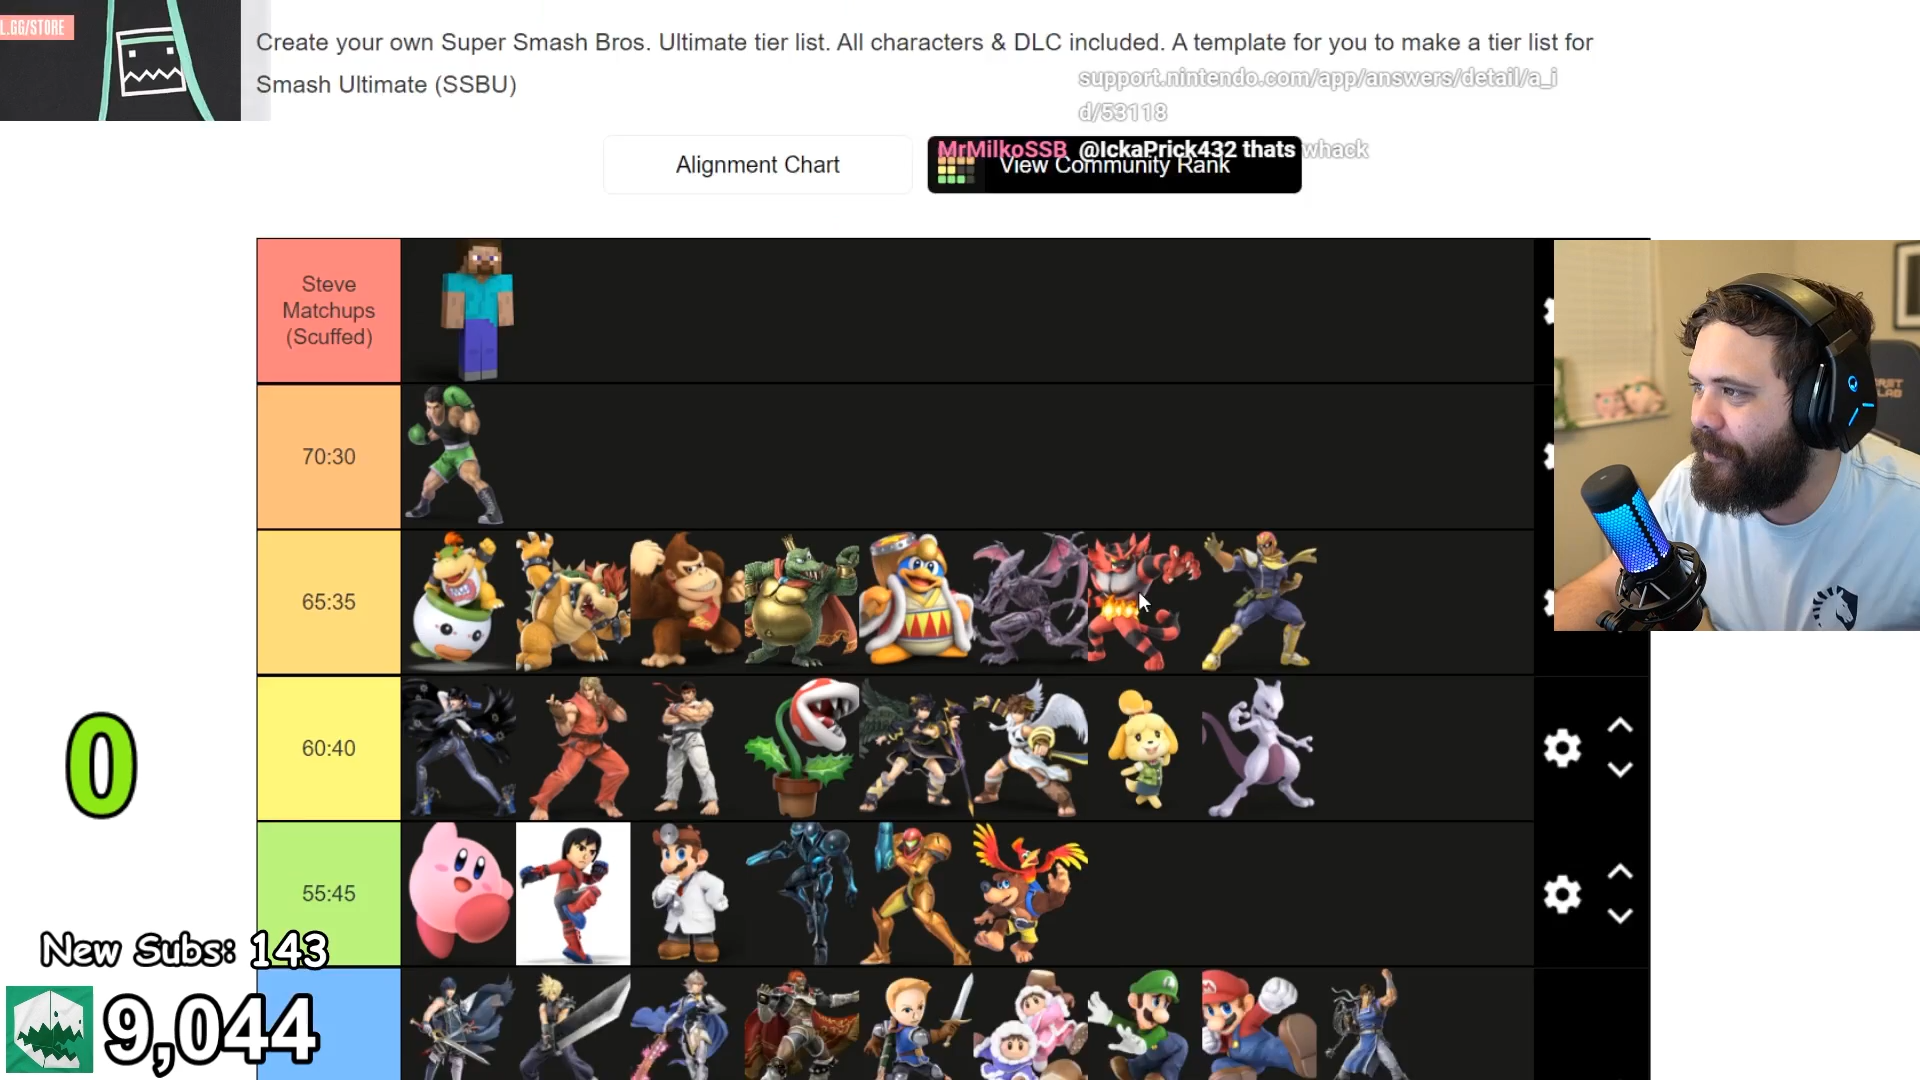 L.GG/STORE
Create your own Super Smash Bros. Ultimate tier list. All characters & DLC included. A template for you to make a tier list for
Smash Ultimate (SSBU)
support.nintendo.com/app/answers/detail/a_i
d/53118
MrMilkoSSB @IckaPrick432 thats whack
Alignment Chart
View Community Rank
Steve
Matchups
(Scuffed)
70:30
65:35
60:40
0
55:45
New Subs: 143
9,044